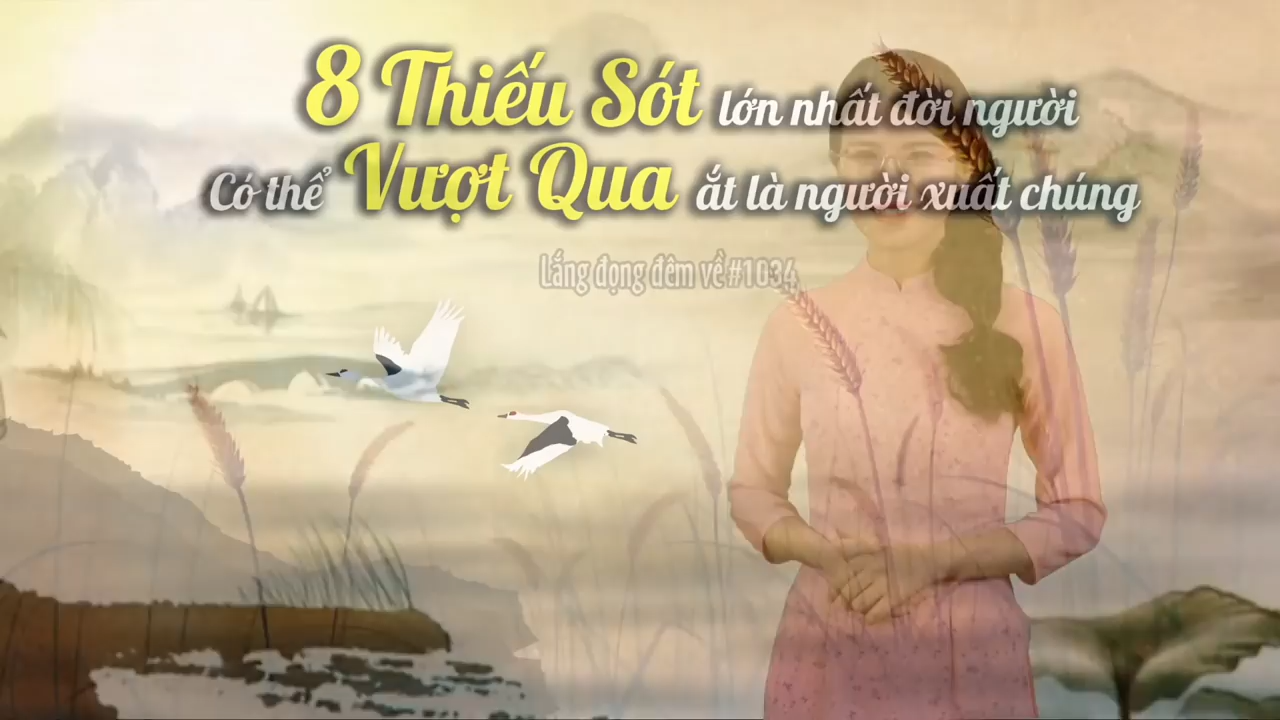 8 Thiếu Sót lớn nhất đời người
Có thể Vượt Qua ắt là người xuất chúng
Lắng đọng đêm về #1034